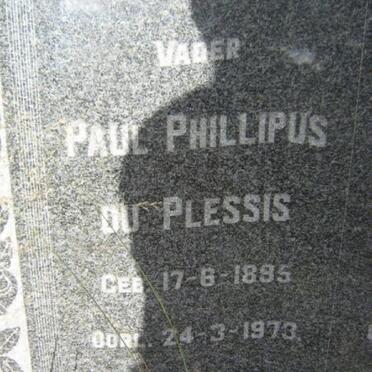 VADER
PAUL PHILLIPUS
DU PLESSIS
GEB. 17-6-1895
OORL. 24-3-1973.